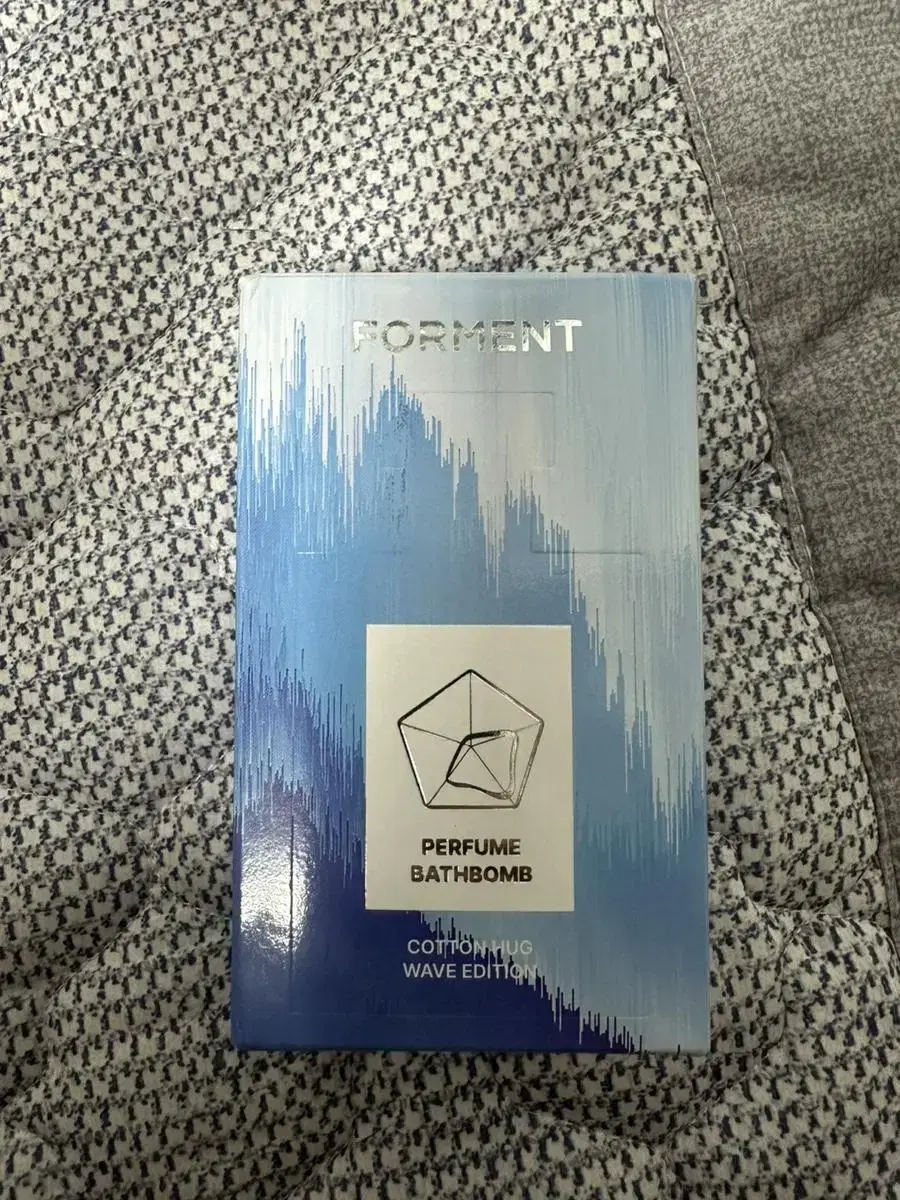 FORMENT
PERFUME
BATHBOMB
COTTON HUG
WAVE EDITION